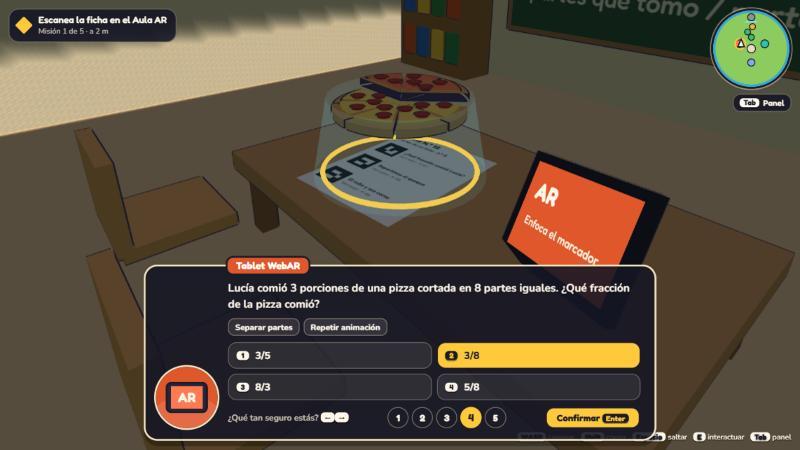 Escanea la ficha en el Aula AR
Misión 1 de 5 · a 2 m
Tab Panel
AR
Enfoca el marcador
Tablet WebAR
Lucía comió 3 porciones de una pizza cortada en 8 partes iguales. ¿Qué fracción
de la pizza comió?
Separar partes
Repetir animación
1 3/5
2 3/8
3 8/3
4 5/8
AR
¿Qué tan seguro estás? ← →
1 2 3 4 5
Confirmar Enter
saltar E interactuar Tab panel